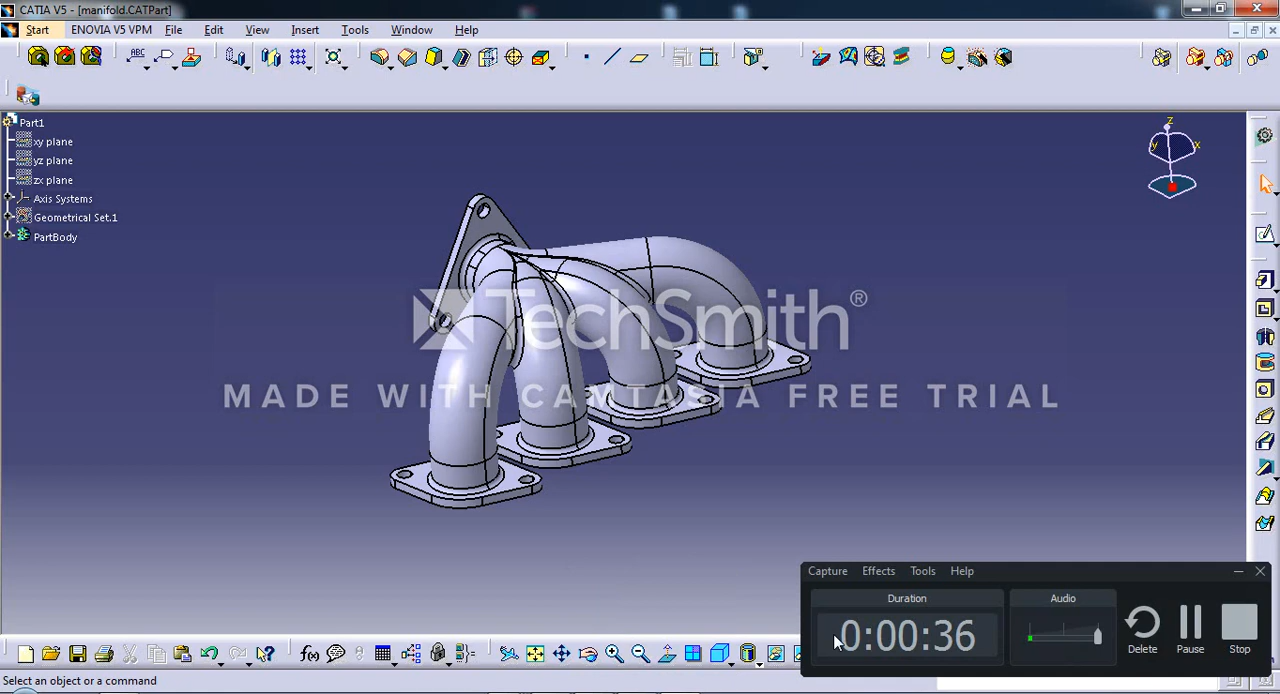 CATIA V5 - [manifold.CATPart]
Start ENOVIA V5 VPM File Edit View Insert Tools Window Help
ABC
Part1
xy plane
yz plane
zx plane
Axis Systems
Geometrical Set.1
PartBody
z
y x
TechSmith®
MADE WITH CAMTASIA FREE TRIAL
Capture Effects Tools Help
Duration Audio
0:00:36
Delete Pause Stop
f(x)
Select an object or a command